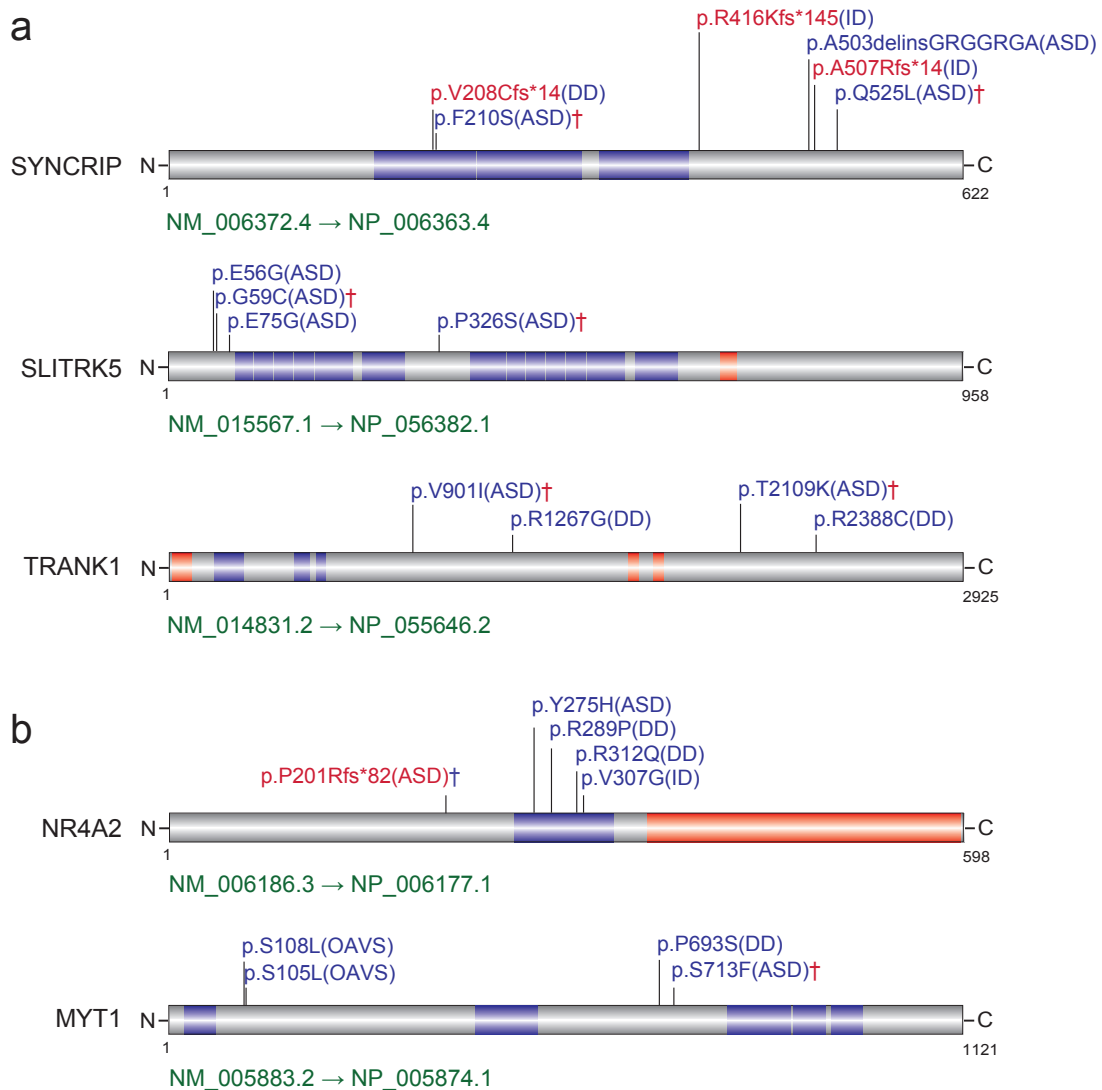 a
p.R416Kfs*145(ID)
p.A503delinsGRGGRGA(ASD)
p.V208Cfs*14(DD)
p.A507Rfs*14(ID)
p.F210S(ASD)†
p.Q525L(ASD)†
SYNCRIP N C
1 622
NM_006372.4 → NP_006363.4
p.E56G(ASD)
p.G59C(ASD)†
p.E75G(ASD) p.P326S(ASD)†
SLITRK5 N C
1 958
NM_015567.1 → NP_056382.1
p.V901I(ASD)† p.T2109K(ASD)†
p.R1267G(DD) p.R2388C(DD)
TRANK1 N C
1 2925
NM_014831.2 → NP_055646.2
b
p.Y275H(ASD)
p.R289P(DD)
p.R312Q(DD)
p.P201Rfs*82(ASD)† p.V307G(ID)
NR4A2 N C
1 598
NM_006186.3 → NP_006177.1
p.S108L(OAVS) p.P693S(DD)
p.S105L(OAVS) p.S713F(ASD)†
MYT1 N C
1 1121
NM_005883.2 → NP_005874.1